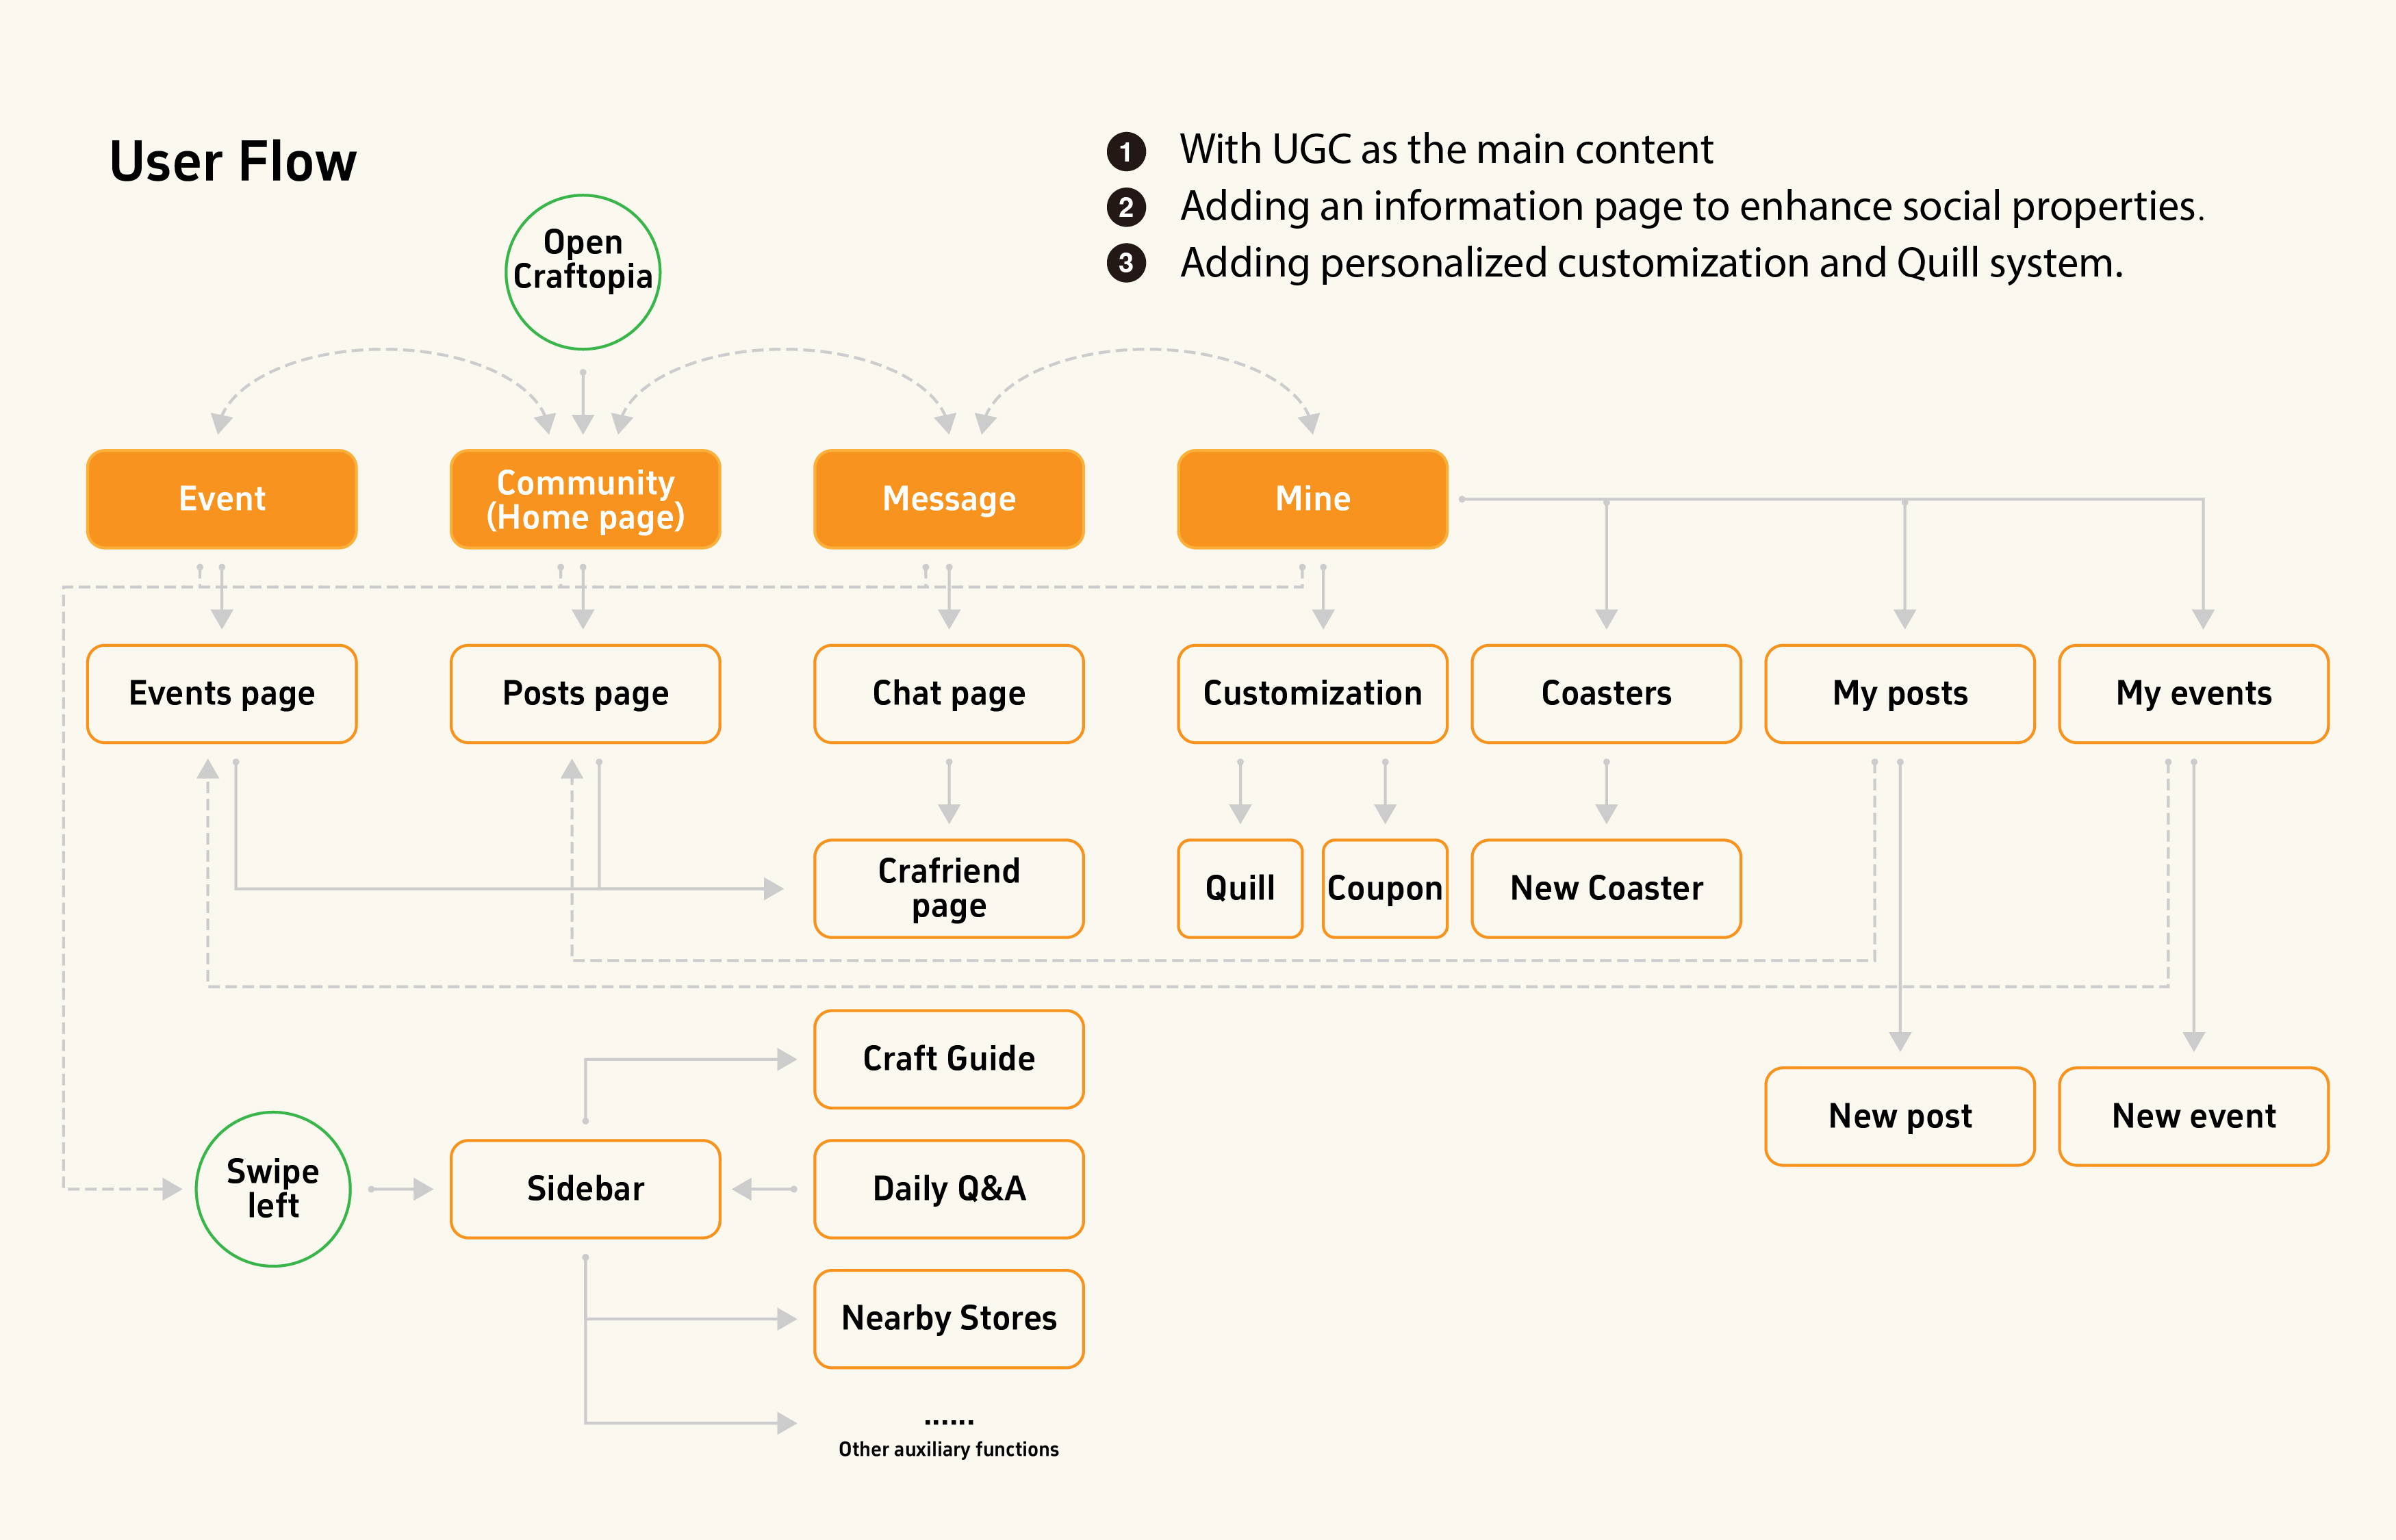 User Flow
1 With UGC as the main content
2 Adding an information page to enhance social properties.
3 Adding personalized customization and Quill system.
Open
Craftopia
Event
Community
(Home page)
Message
Mine
Events page
Posts page
Chat page
Customization
Coasters
My posts
My events
Crafriend
page
Quill
Coupon
New Coaster
Craft Guide
New post
New event
Swipe
left
Sidebar
Daily Q&A
Nearby Stores
......
Other auxiliary functions